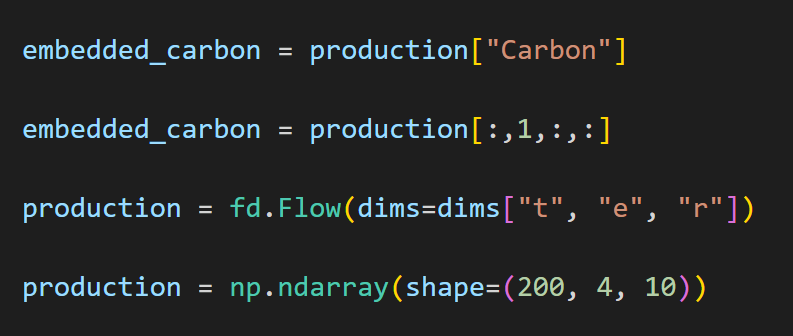 embedded_carbon = production["Carbon"]
embedded_carbon = production[:,1,:,:]
production = fd.Flow(dims=dims["t", "e", "r"])
production = np.ndarray(shape=(200, 4, 10))